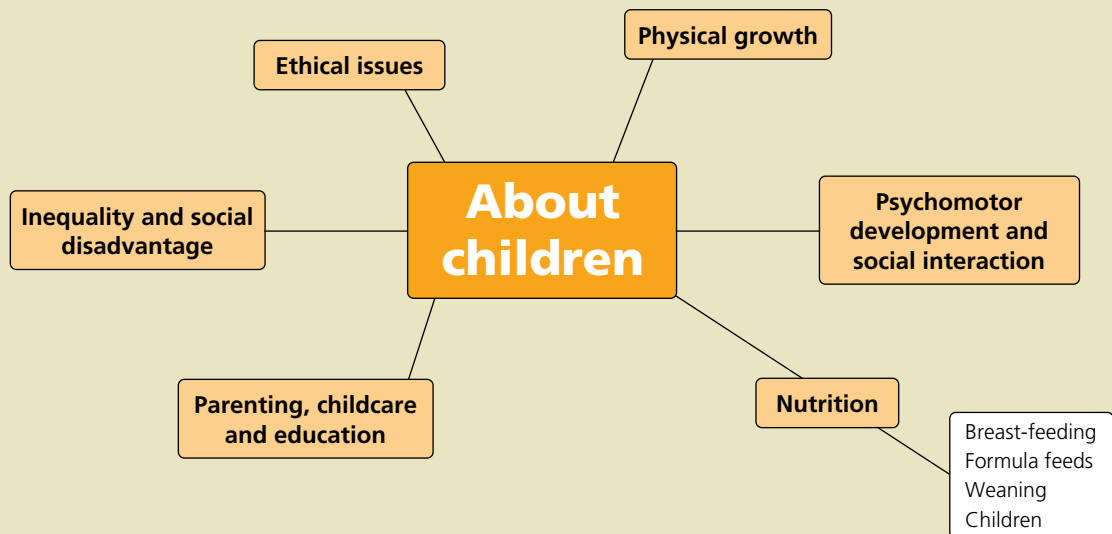 Physical growth
Ethical issues
About
children
Inequality and social
disadvantage
Psychomotor
development and
social interaction
Parenting, childcare
and education
Nutrition
Breast-feeding
Formula feeds
Weaning
Children